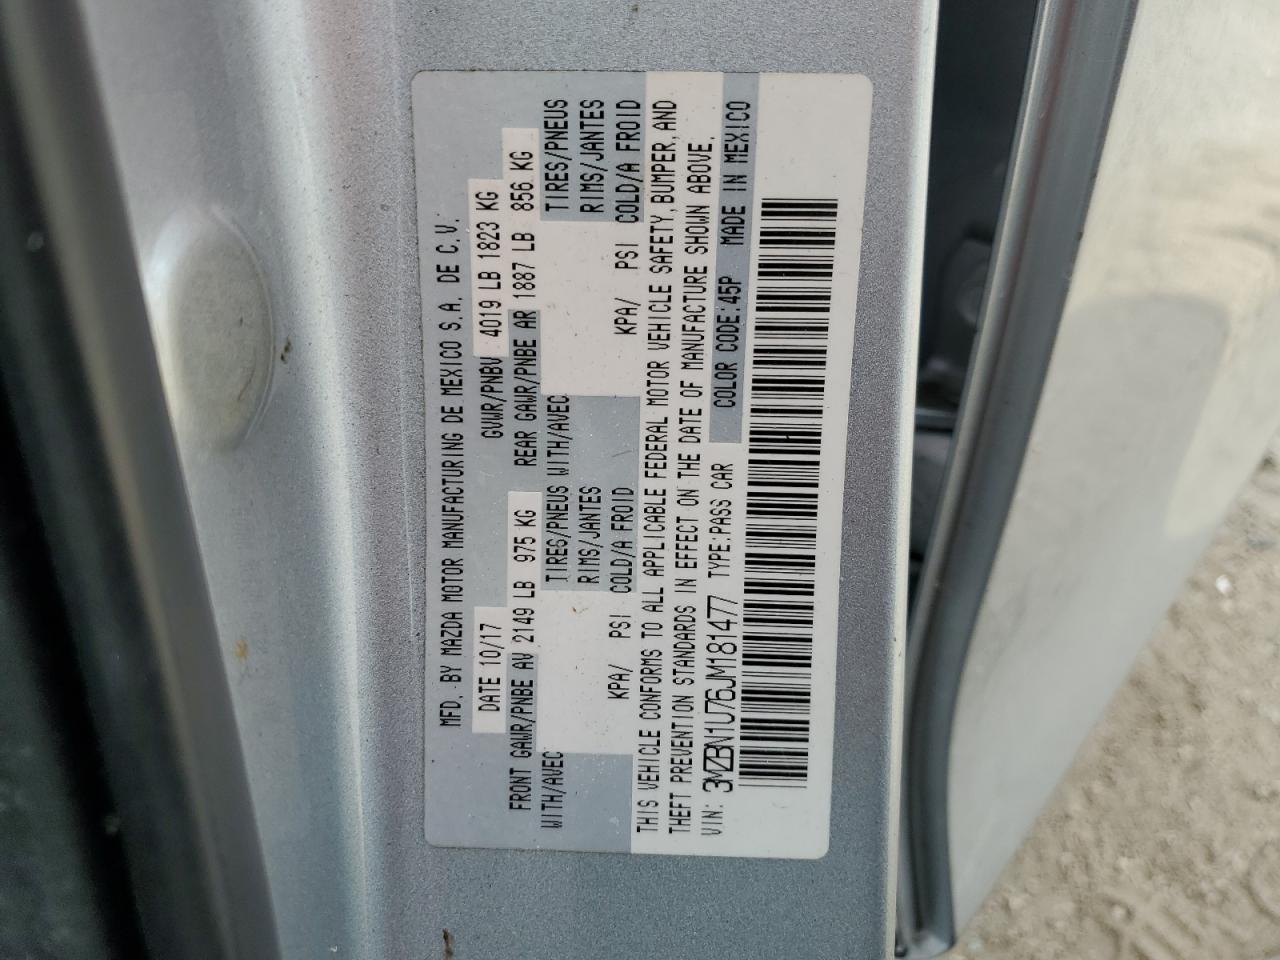 MFD. BY MAZDA MOTOR MANUFACTURING DE MEXICO S.A. DE C.V.
DATE 10/17 GVWR/PNBV 4019 LB 1823 KG
FRONT GAWR/PNBE AV 2149 LB 975 KG REAR GAWR/PNBE AR 1887 LB 856 KG
WITH/AVEC TIRES/PNEUS WITH/AVEC TIRES/PNEUS
RIMS/JANTES RIMS/JANTES
KPA/ PSI COLD/A FROID KPA/ PSI COLD/A FROID
THIS VEHICLE CONFORMS TO ALL APPLICABLE FEDERAL MOTOR VEHICLE SAFETY, BUMPER, AND
THEFT PREVENTION STANDARDS IN EFFECT ON THE DATE OF MANUFACTURE SHOWN ABOVE.
VIN: 3MZBN1U76JM181477 TYPE:PASS CAR COLOR CODE:45P MADE IN MEXICO